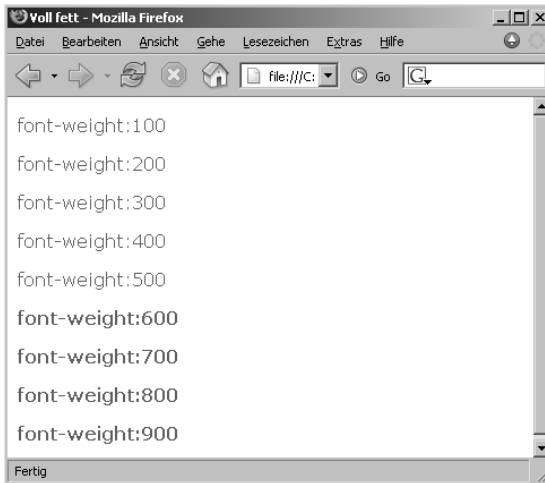 Voll fett - Mozilla Firefox
Datei Bearbeiten Ansicht Gehe Lesezeichen Extras Hilfe
file:///C: Go G
font-weight:100
font-weight:200
font-weight:300
font-weight:400
font-weight:500
font-weight:600
font-weight:700
font-weight:800
font-weight:900
Fertig